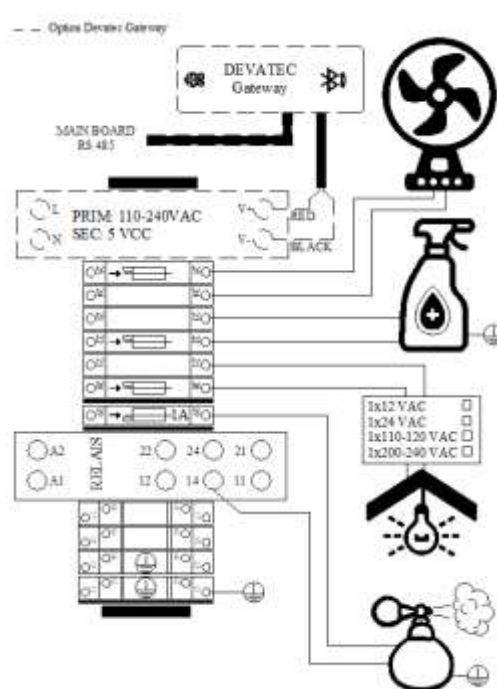 Option Devatec Gateway
DEVATEC
Gateway
MAIN BOARD
RS 485
L
N
PRIM: 110-240VAC
SEC: 5 VCC
V+
V-
RED
BLACK
1A
1x12 VAC
1x24 VAC
1x110-120 VAC
1x200-240 VAC
A2
A1
RELAIS
22
24
21
12
14
11